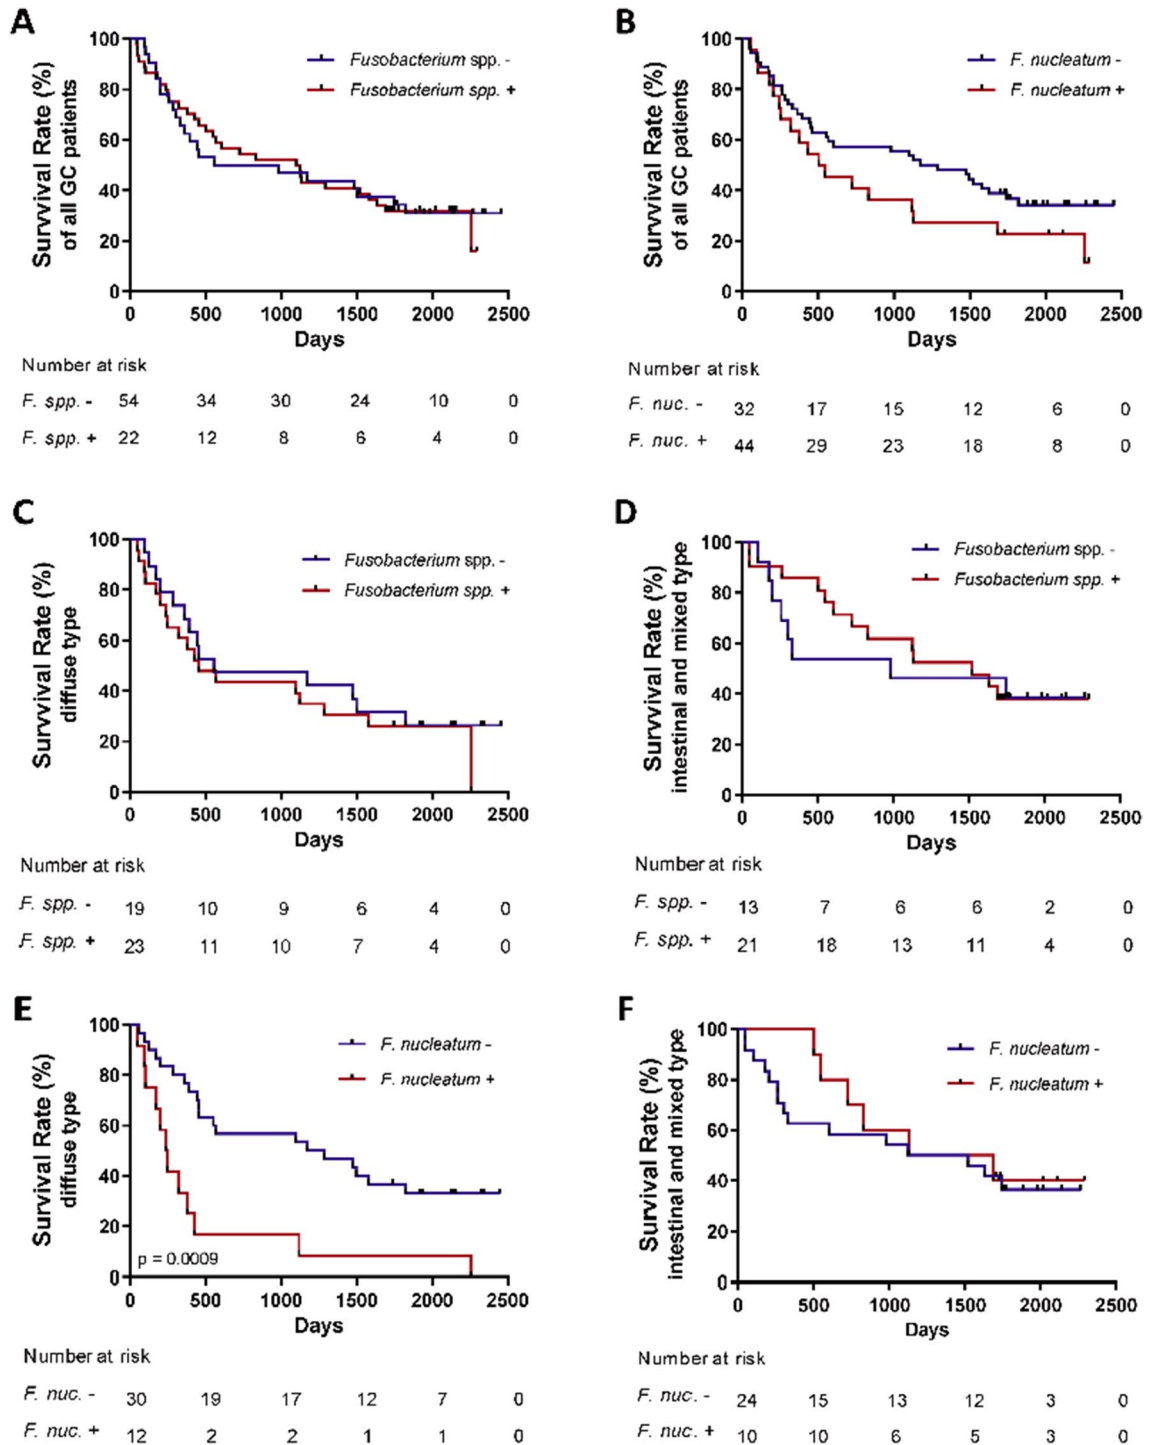 A
Survvival Rate (%)
of all GC patients
100
80
60
40
20
0
0 500 1000 1500 2000 2500
Days
Fusobacterium spp. -
Fusobacterium spp. +
Number at risk
F. spp. - 54 34 30 24 10 0
F. spp. + 22 12 8 6 4 0
B
Survvival Rate (%)
of all GC patients
100
80
60
40
20
0
0 500 1000 1500 2000 2500
Days
F. nucleatum -
F. nucleatum +
Number at risk
F. nuc. - 32 17 15 12 6 0
F. nuc. + 44 29 23 18 8 0
C
Survvival Rate (%)
diffuse type
100
80
60
40
20
0
0 500 1000 1500 2000 2500
Days
Fusobacterium spp. -
Fusobacterium spp. +
Number at risk
F. spp. - 19 10 9 6 4 0
F. spp. + 23 11 10 7 4 0
D
Survvival Rate (%)
intestinal and mixed type
100
80
60
40
20
0
0 500 1000 1500 2000 2500
Days
Fusobacterium spp. -
Fusobacterium spp. +
Number at risk
F. spp. - 13 7 6 6 2 0
F. spp. + 21 18 13 11 4 0
E
Survvival Rate (%)
diffuse type
100
80
60
40
20
0
0 500 1000 1500 2000 2500
Days
F. nucleatum -
F. nucleatum +
p = 0.0009
Number at risk
F. nuc. - 30 19 17 12 7 0
F. nuc. + 12 2 2 1 1 0
F
Survvival Rate (%)
intestinal and mixed type
100
80
60
40
20
0
0 500 1000 1500 2000 2500
Days
F. nucleatum -
F. nucleatum +
Number at risk
F. nuc. - 24 15 13 12 3 0
F. nuc. + 10 10 6 5 3 0